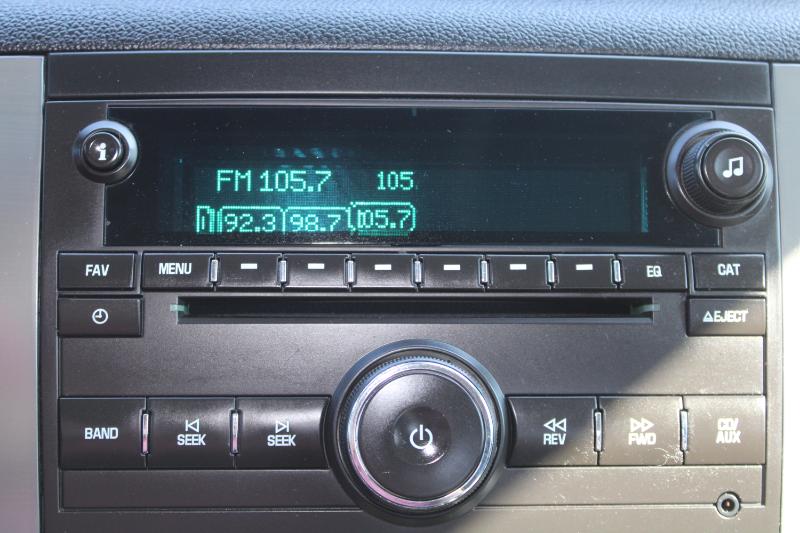 i
FM 105.7 105
1 92.3 98.7 105.7
FAV MENU EQ CAT
EJECT
BAND SEEK SEEK REV FWD CD/
AUX